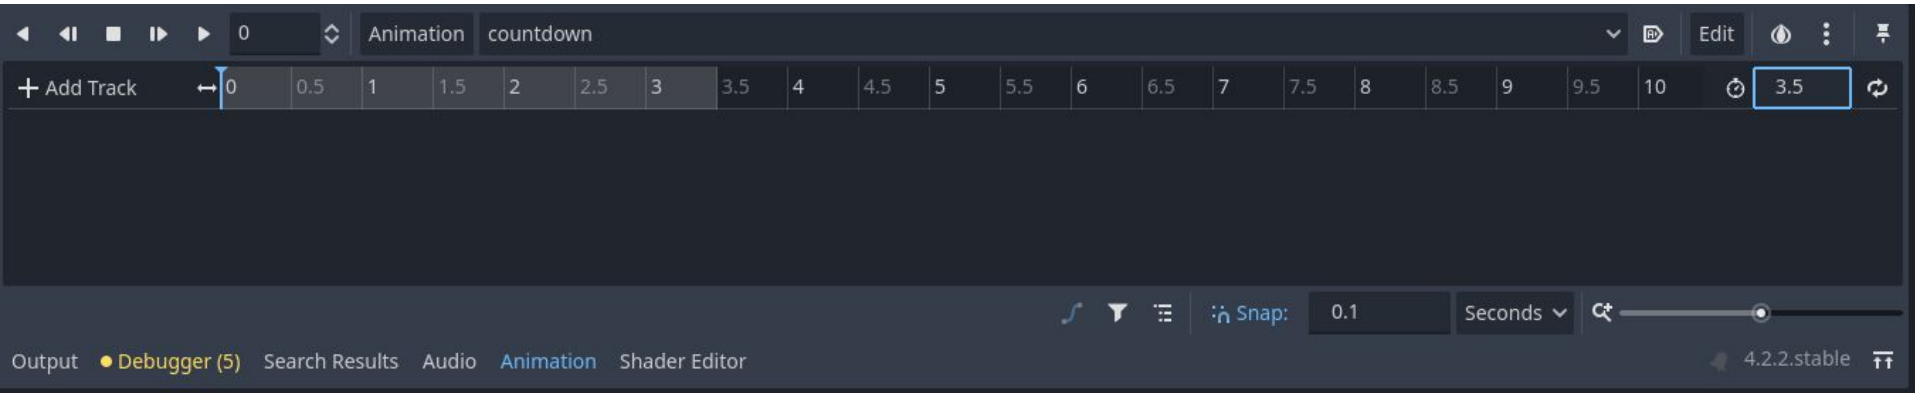 0 Animation countdown Edit
Add Track 0 0.5 1 1.5 2 2.5 3 3.5 4 4.5 5 5.5 6 6.5 7 7.5 8 8.5 9 9.5 10 3.5
Snap: 0.1 Seconds
Output Debugger (5) Search Results Audio Animation Shader Editor 4.2.2.stable